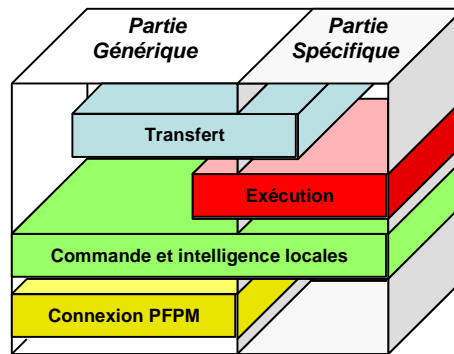 Partie Partie
Générique Spécifique
Transfert
Exécution
Commande et intelligence locales
Connexion PFPM